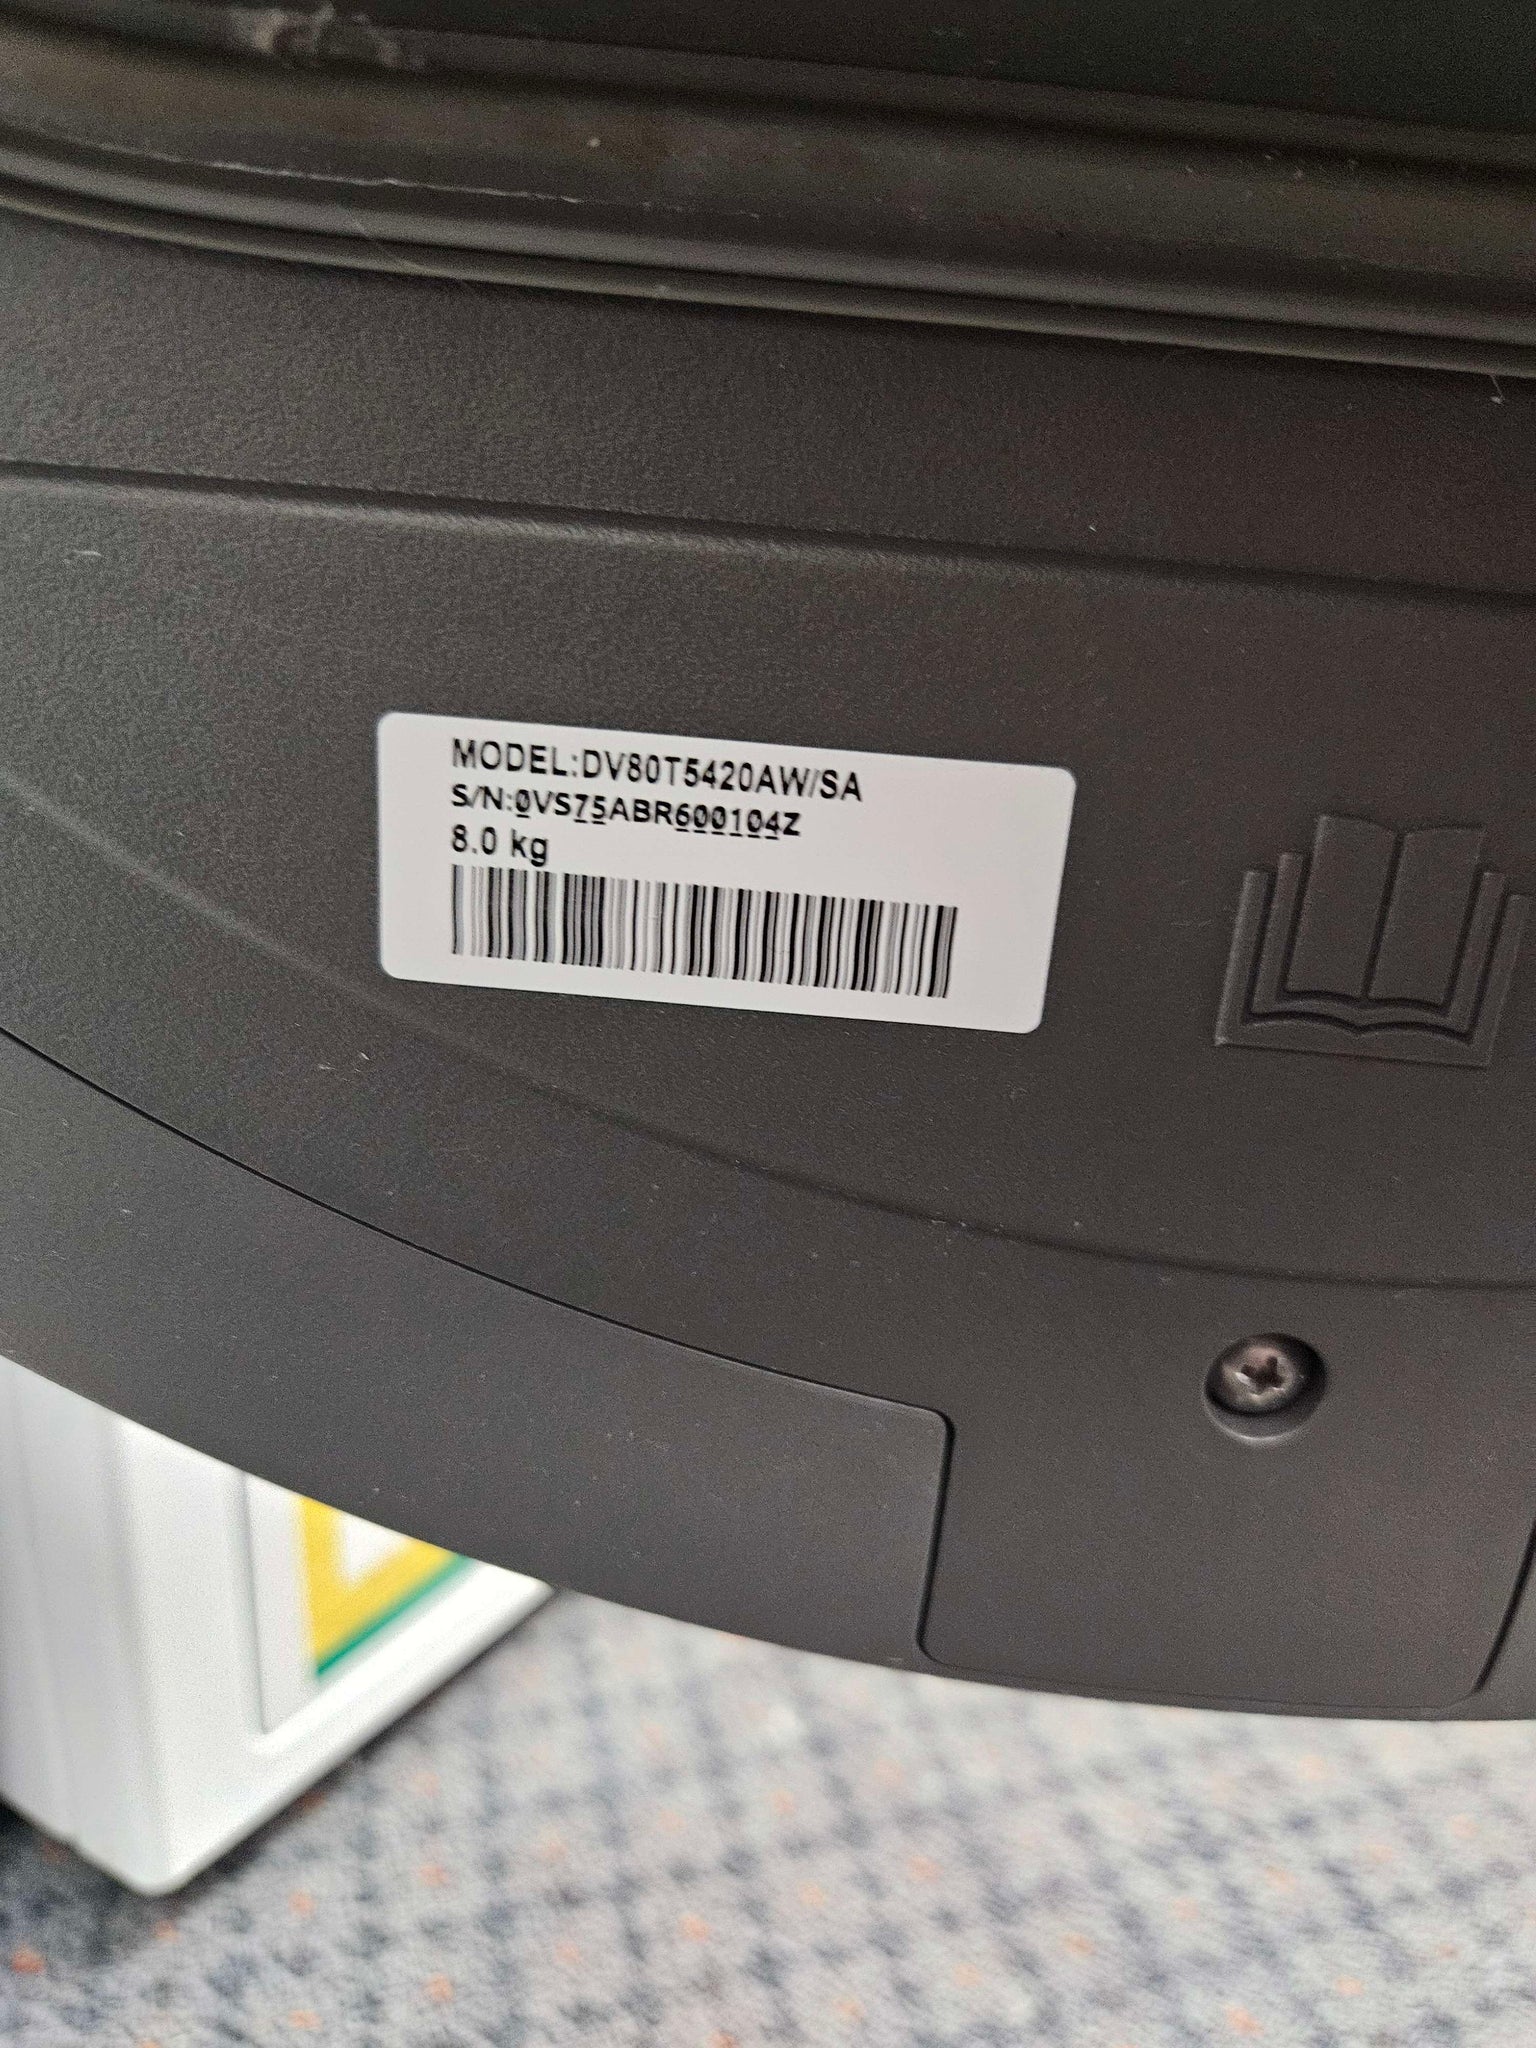 MODEL:DV80T5420AW/SA
S/N:0VS75ABR600104Z
8.0 kg